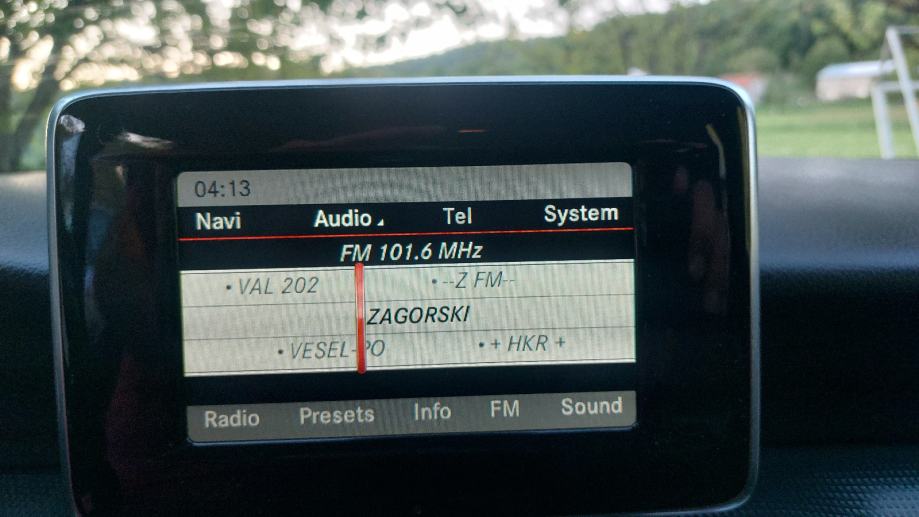 04:13
Navi Audio Tel System
FM 101.6 MHz
•VAL 202 •--Z FM--
ZAGORSKI
•VESEL-PO •+ HKR +
Radio Presets Info FM Sound